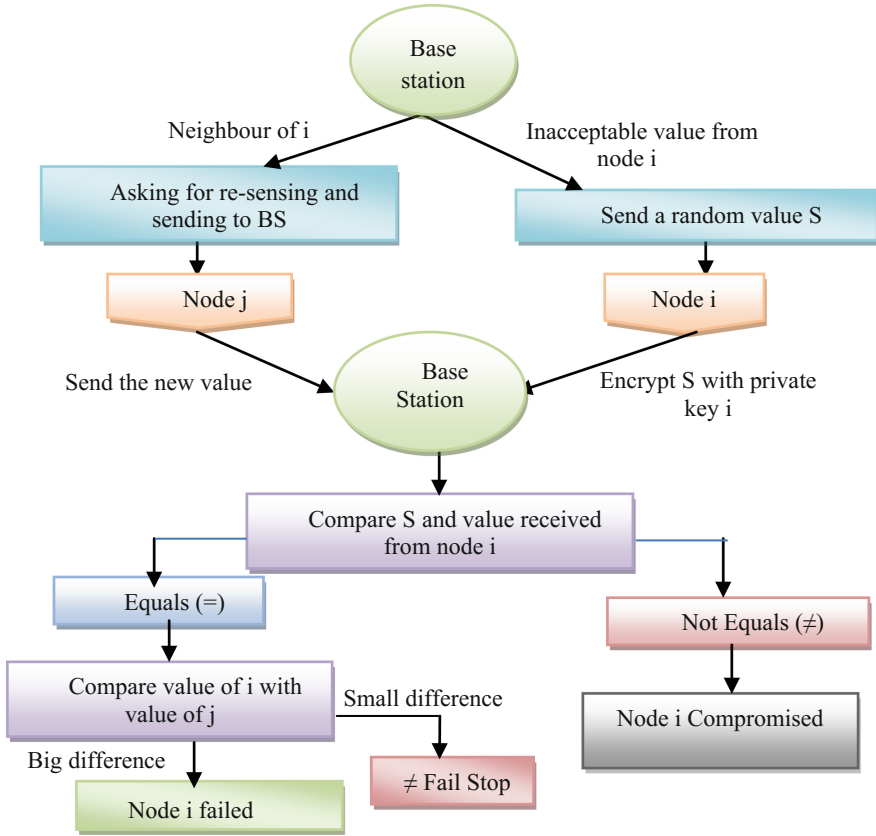 Base
station
Neighbour of i
Inacceptable value from
node i
Asking for re-sensing and
sending to BS
Send a random value S
Node j
Node i
Send the new value
Base
Station
Encrypt S with private
key i
Compare S and value received
from node i
Equals (=)
Not Equals (≠)
Compare value of i with
value of j
Small difference
Node i Compromised
Big difference
≠ Fail Stop
Node i failed